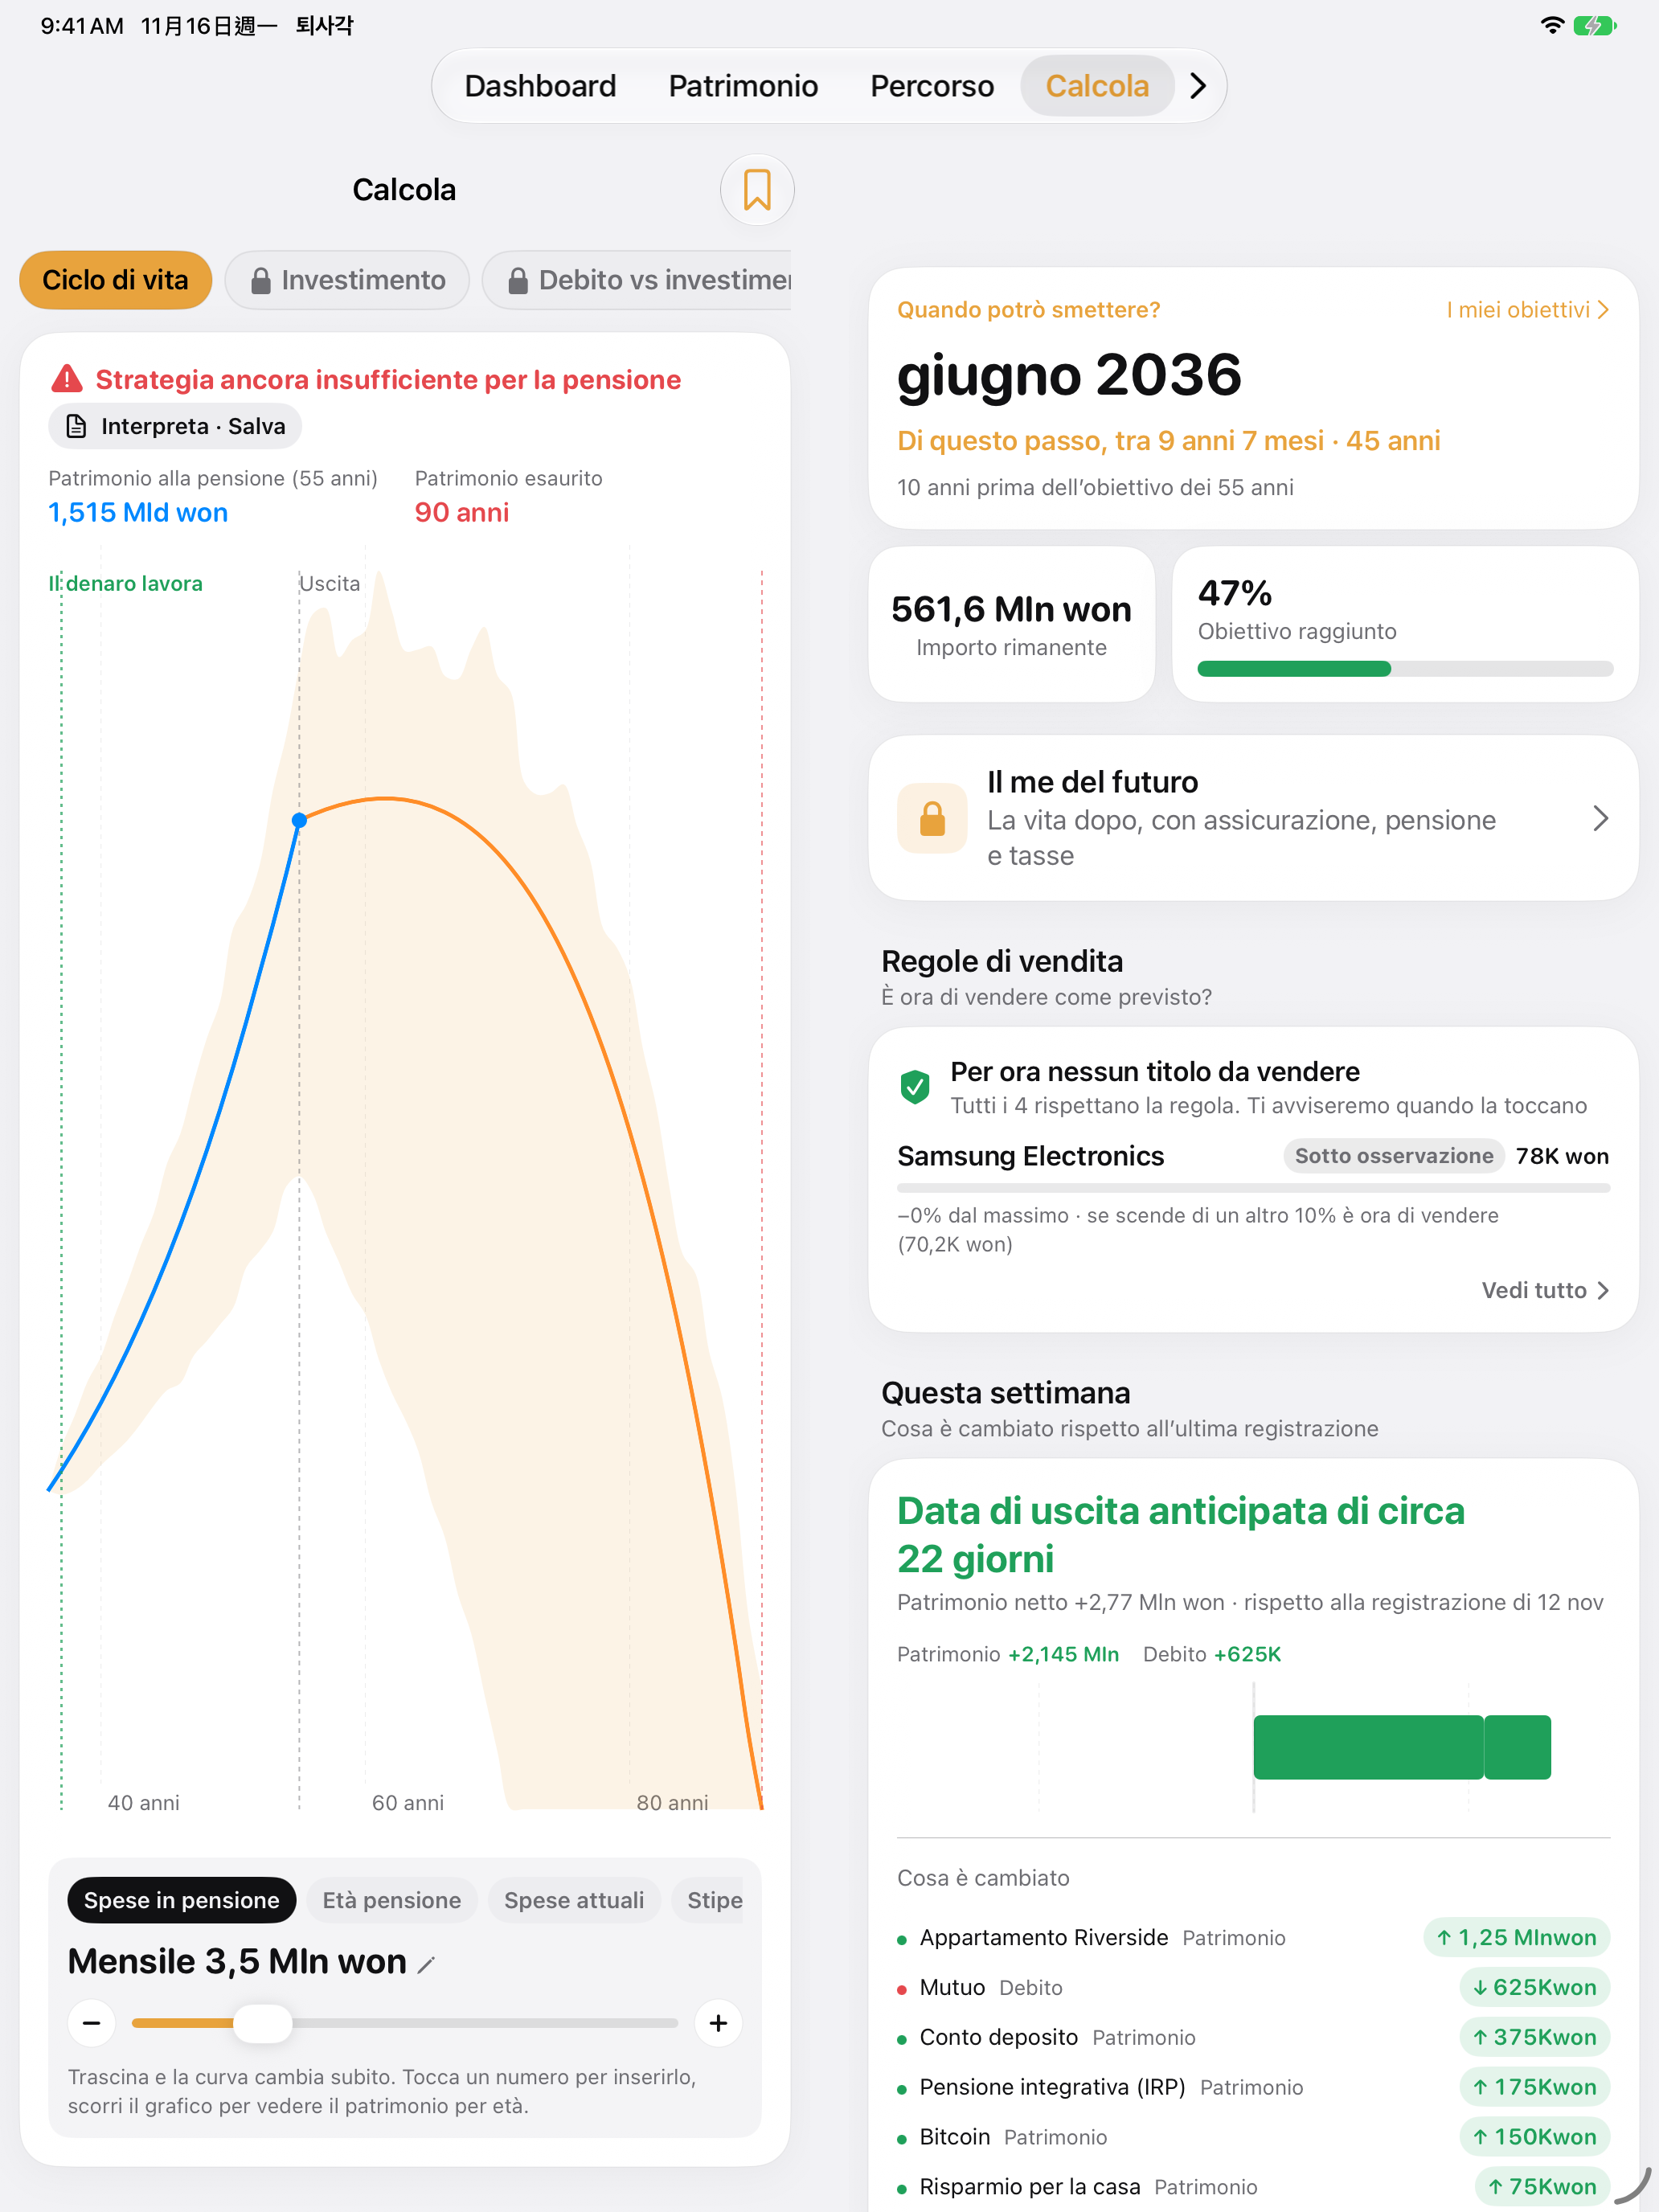 9:41 AM 11月16日週一 퇴사각
Dashboard Patrimonio Percorso Calcola
Calcola
Ciclo di vita Investimento Debito vs investimen
Strategia ancora insufficiente per la pensione
Interpreta · Salva
Patrimonio alla pensione (55 anni) Patrimonio esaurito
1,515 Mld won 90 anni
Il denaro lavora Uscita
40 anni 60 anni 80 anni
Spese in pensione Età pensione Spese attuali Stipe
Mensile 3,5 Mln won
Trascina e la curva cambia subito. Tocca un numero per inserirlo,
scorri il grafico per vedere il patrimonio per età.
Quando potrò smettere? I miei obiettivi
giugno 2036
Di questo passo, tra 9 anni 7 mesi · 45 anni
10 anni prima dell’obiettivo dei 55 anni
561,6 Mln won
Importo rimanente
47%
Obiettivo raggiunto
Il me del futuro
La vita dopo, con assicurazione, pensione
e tasse
Regole di vendita
È ora di vendere come previsto?
Per ora nessun titolo da vendere
Tutti i 4 rispettano la regola. Ti avviseremo quando la toccano
Samsung Electronics Sotto osservazione 78K won
−0% dal massimo · se scende di un altro 10% è ora di vendere
(70,2K won)
Vedi tutto
Questa settimana
Cosa è cambiato rispetto all’ultima registrazione
Data di uscita anticipata di circa
22 giorni
Patrimonio netto +2,77 Mln won · rispetto alla registrazione di 12 nov
Patrimonio +2,145 Mln Debito +625K
Cosa è cambiato
Appartamento Riverside Patrimonio ↑ 1,25 Mlnwon
Mutuo Debito ↓ 625Kwon
Conto deposito Patrimonio ↑ 375Kwon
Pensione integrativa (IRP) Patrimonio ↑ 175Kwon
Bitcoin Patrimonio ↑ 150Kwon
Risparmio per la casa Patrimonio ↑ 75Kwon